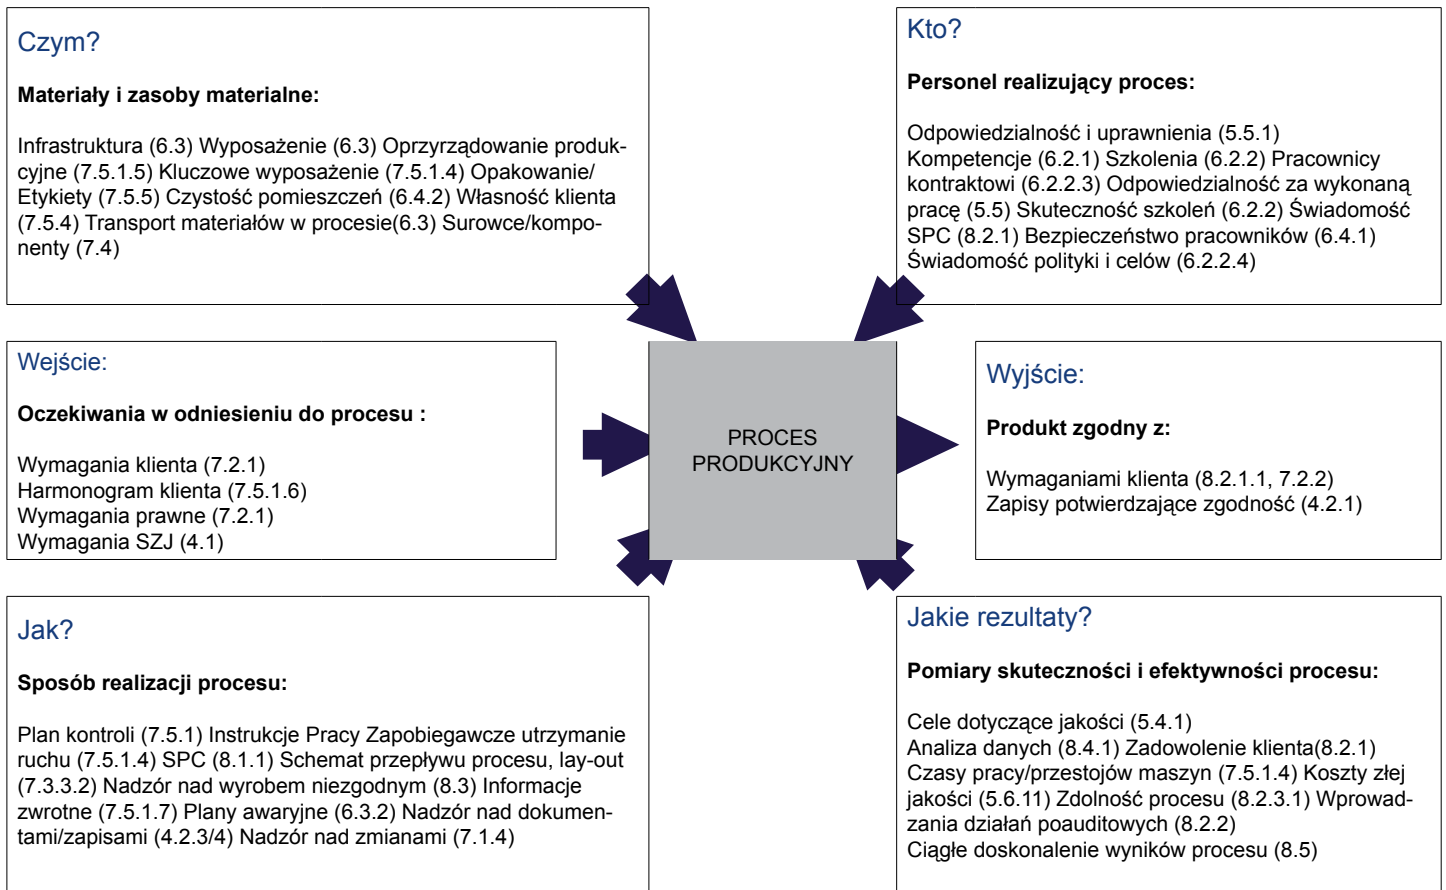 Czym?
Materiały i zasoby materialne:
Infrastruktura (6.3) Wyposażenie (6.3) Oprzyrządowanie produk-
cyjne (7.5.1.5) Kluczowe wyposażenie (7.5.1.4) Opakowanie/
Etykiety (7.5.5) Czystość pomieszczeń (6.4.2) Własność klienta
(7.5.4) Transport materiałów w procesie(6.3) Surowce/kompo-
nenty (7.4)
Kto?
Personel realizujący proces:
Odpowiedzialność i uprawnienia (5.5.1)
Kompetencje (6.2.1) Szkolenia (6.2.2) Pracownicy
kontraktowi (6.2.2.3) Odpowiedzialność za wykonaną
pracę (5.5) Skuteczność szkoleń (6.2.2) Świadomość
SPC (8.2.1) Bezpieczeństwo pracowników (6.4.1)
Świadomość polityki i celów (6.2.2.4)
Wejście:
Oczekiwania w odniesieniu do procesu :
Wymagania klienta (7.2.1)
Harmonogram klienta (7.5.1.6)
Wymagania prawne (7.2.1)
Wymagania SZJ (4.1)
PROCES
PRODUKCYJNY
Wyjście:
Produkt zgodny z:
Wymaganiami klienta (8.2.1.1, 7.2.2)
Zapisy potwierdzające zgodność (4.2.1)
Jak?
Sposób realizacji procesu:
Plan kontroli (7.5.1) Instrukcje Pracy Zapobiegawcze utrzymanie
ruchu (7.5.1.4) SPC (8.1.1) Schemat przepływu procesu, lay-out
(7.3.3.2) Nadzór nad wyrobem niezgodnym (8.3) Informacje
zwrotne (7.5.1.7) Plany awaryjne (6.3.2) Nadzór nad dokumen-
tami/zapisami (4.2.3/4) Nadzór nad zmianami (7.1.4)
Jakie rezultaty?
Pomiary skuteczności i efektywności procesu:
Cele dotyczące jakości (5.4.1)
Analiza danych (8.4.1) Zadowolenie klienta(8.2.1)
Czasy pracy/przestojów maszyn (7.5.1.4) Koszty złej
jakości (5.6.11) Zdolność procesu (8.2.3.1) Wprowad-
zania działań poauditowych (8.2.2)
Ciągłe doskonalenie wyników procesu (8.5)